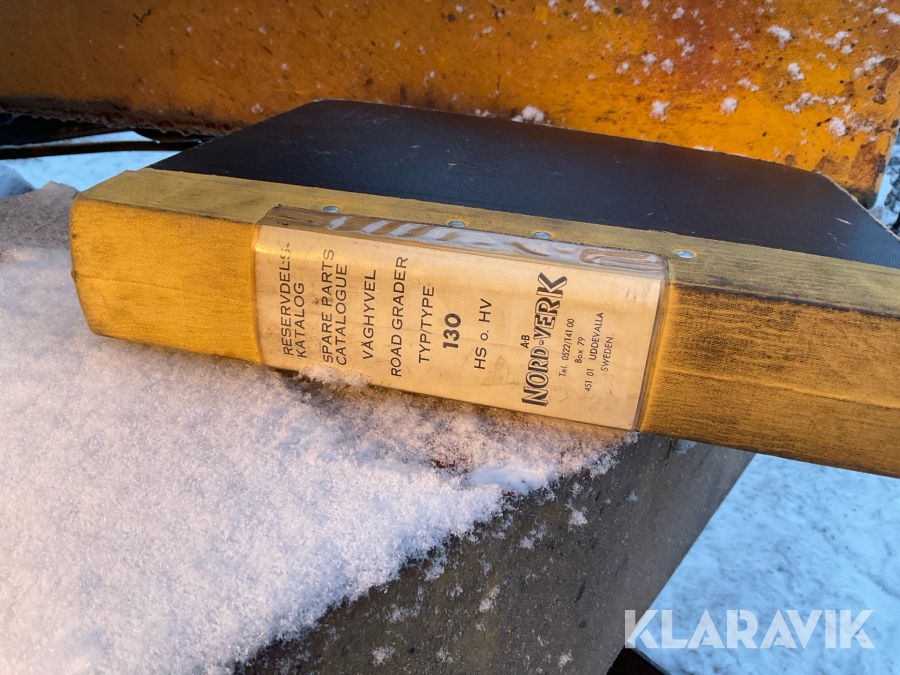 RESERVDELS-
KATALOG
SPARE PARTS
CATALOGUE
VÄGHYVEL
ROAD GRADER
TYP/TYPE
130
HS o. HV
A-B
NORD-VERK
Tel. 0522/141 00
Box 79
451 01 UDDEVALLA
SWEDEN
KLARAVIK